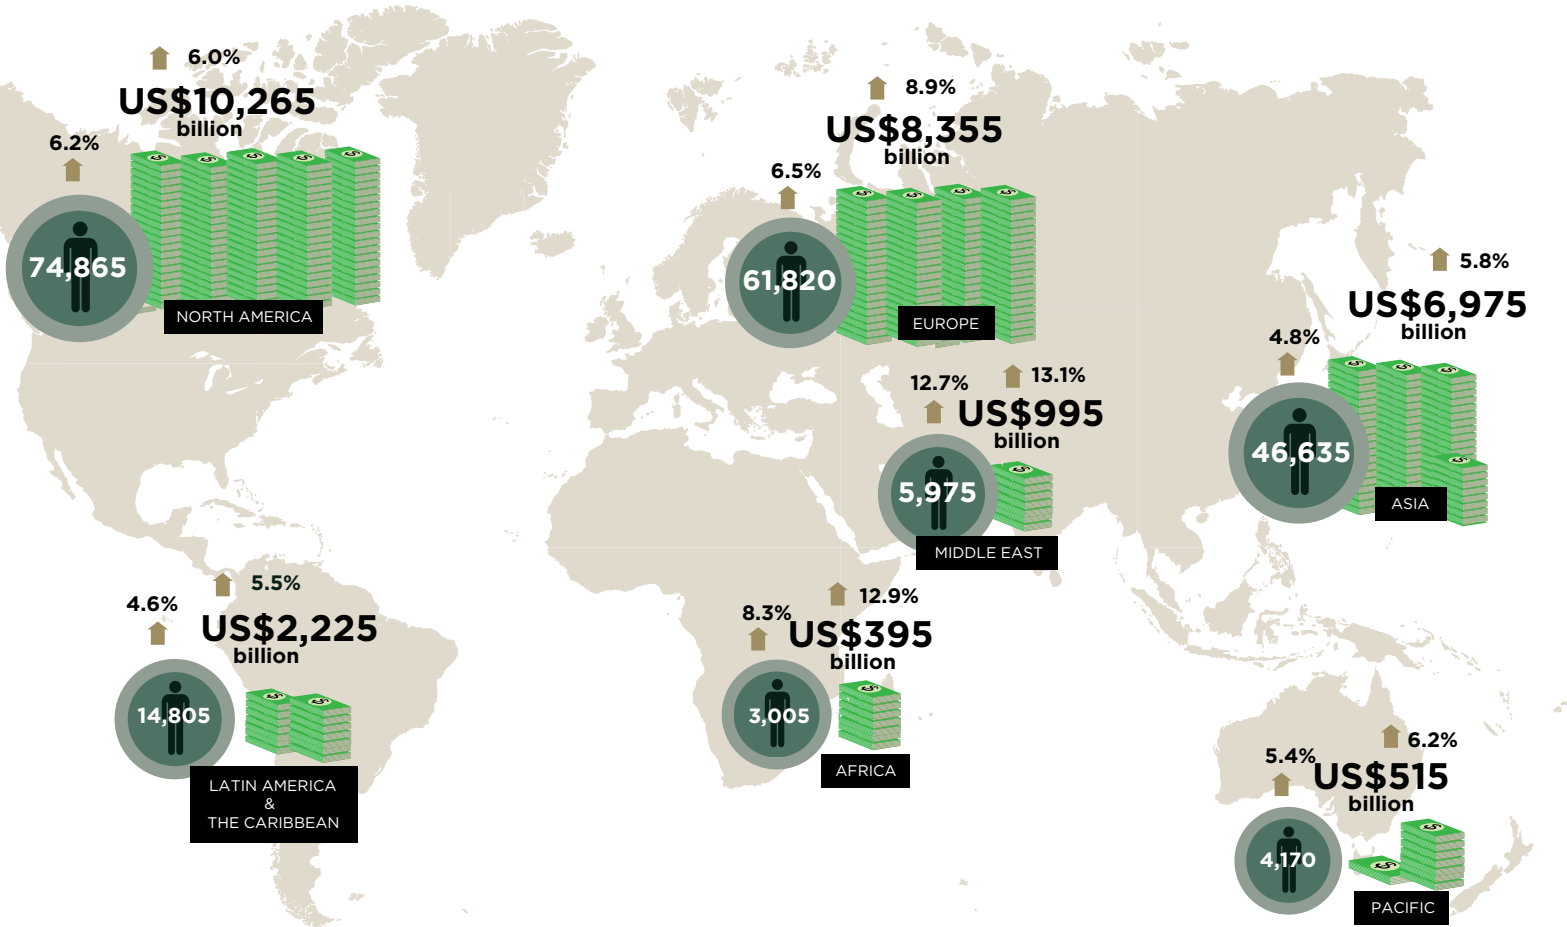 6.0%
US$10,265
billion
6.2%
74,865
NORTH AMERICA
8.9%
US$8,355
billion
6.5%
61,820
EUROPE
5.8%
US$6,975
billion
4.8%
46,635
ASIA
13.1%
12.7%
US$995
billion
5,975
MIDDLE EAST
5.5%
4.6%
US$2,225
billion
14,805
LATIN AMERICA
&
THE CARIBBEAN
12.9%
8.3%
US$395
billion
3,005
AFRICA
6.2%
5.4%
US$515
billion
4,170
PACIFIC